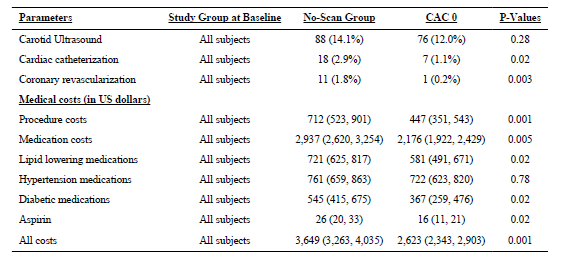 Parameters Study Group at Baseline No-Scan Group CAC 0 P-Values
Carotid Ultrasound All subjects 88 (14.1%) 76 (12.0%) 0.28
Cardiac catheterization All subjects 18 (2.9%) 7 (1.1%) 0.02
Coronary revascularization All subjects 11 (1.8%) 1 (0.2%) 0.003
Medical costs (in US dollars)
Procedure costs All subjects 712 (523, 901) 447 (351, 543) 0.001
Medication costs All subjects 2,937 (2,620, 3,254) 2,176 (1,922, 2,429) 0.005
Lipid lowering medications All subjects 721 (625, 817) 581 (491, 671) 0.02
Hypertension medications All subjects 761 (659, 863) 722 (623, 820) 0.78
Diabetic medications All subjects 545 (415, 675) 367 (259, 476) 0.02
Aspirin All subjects 26 (20, 33) 16 (11, 21) 0.02
All costs All subjects 3,649 (3,263, 4,035) 2,623 (2,343, 2,903) 0.001